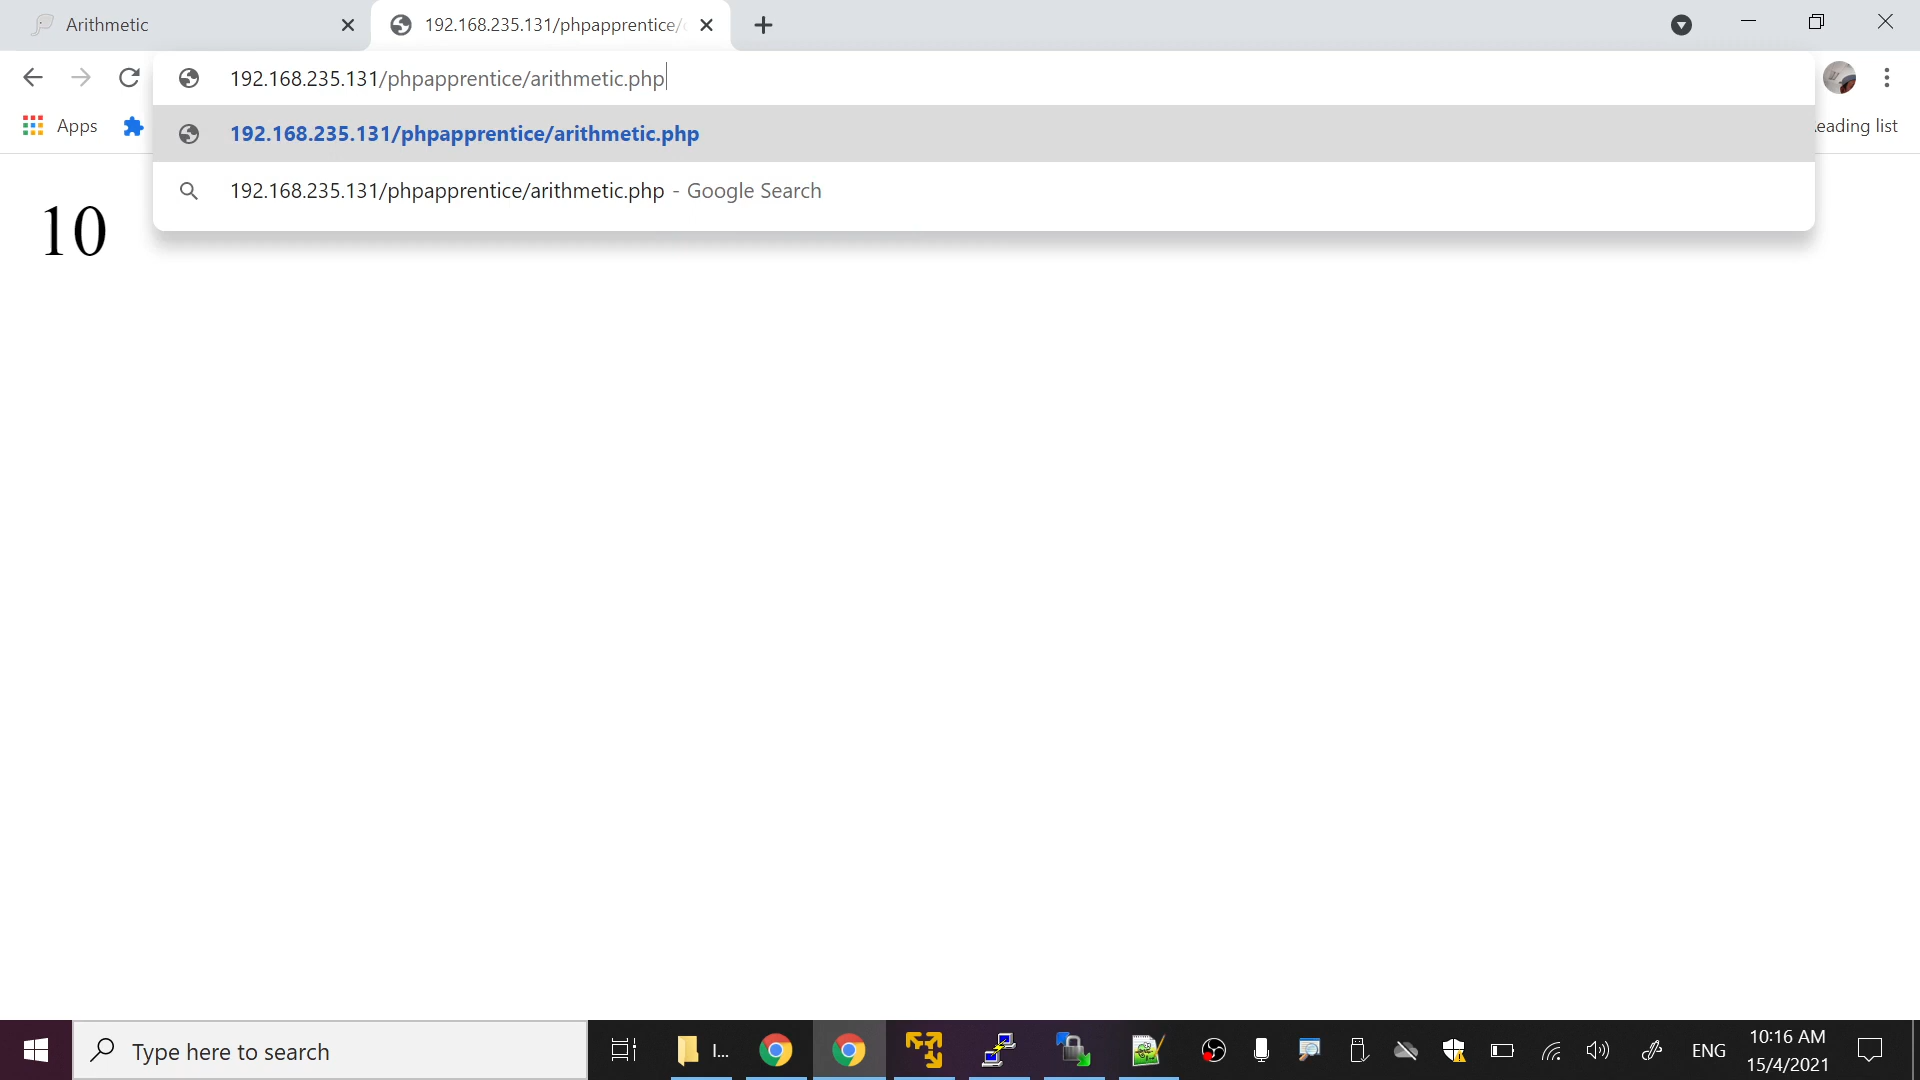 Arithmetic
192.168.235.131/phpapprentice/
192.168.235.131/phpapprentice/arithmetic.php
Apps
192.168.235.131/phpapprentice/arithmetic.php
eading list
192.168.235.131/phpapprentice/arithmetic.php - Google Search
10
Type here to search
I...
ENG
10:16 AM
15/4/2021